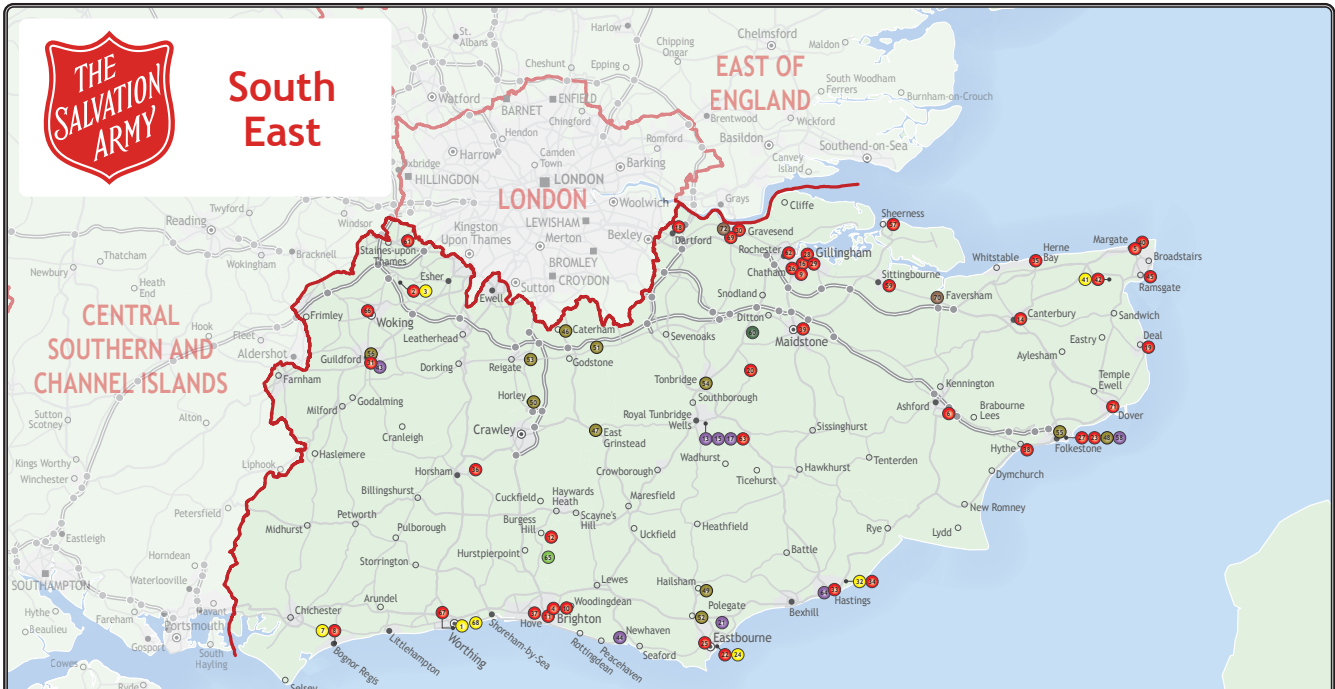 THE
SALVATION
ARMY
South
East
EAST OF
ENGLAND
LONDON
CENTRAL
SOUTHERN AND
CHANNEL ISLANDS
St.
Albans
Harlow
Chipping
Ongar
Chelmsford
Maldon
Cheshunt
Epping
South Woodham
Ferrers
Burnham-on-Crouch
Watford
ENFIELD
BARNET
Chingford
Brentwood
Wickford
Hendon
Romford
Basildon
Southend-on-Sea
Harrow
Camden
Town
Barking
Canvey
Island
Uxbridge
HILLINGDON
LONDON
Woolwich
Grays
Cliffe
Twyford
Reading
Windsor
Kingston
Upon Thames
LEWISHAM
Merton
Bexley
Dartford
Gravesend
Sheerness
Staines-upon
Thames
Bracknell
Wokingham
BROMLEY
CROYDON
Rochester
Gillingham
Chatham
Whitstable
Herne
Bay
Margate
Broadstairs
Ramsgate
Thatcham
Newbury
Heath
End
Esher
Ewell
Sutton
Snodland
Sittingbourne
Faversham
Canterbury
Sandwich
Frimley
Woking
Leatherhead
Caterham
Godstone
Sevenoaks
Ditton
Maidstone
Deal
Eastry
Aylesham
Hook
Fleet
Aldershot
Guildford
Farnham
Dorking
Reigate
Tonbridge
Southborough
Kennington
Temple
Ewell
Dover
Sutton
Scotney
Alton
Milford
Godalming
Horley
Crawley
East
Grinstead
Royal Tunbridge
Wells
Ashford
Brabourne
Lees
Sissinghurst
Cranleigh
Wadhurst
Hythe
Folkestone
Kings Worthy
Winchester
Liphook
Haslemere
Horsham
Crowborough
Ticehurst
Hawkhurst
Tenterden
Dymchurch
Billingshurst
Cuckfield
Haywards
Heath
Maresfield
New Romney
Petersfield
Midhurst
Petworth
Pulborough
Burgess
Hill
Scayne's
Hill
Uckfield
Heathfield
Rye
Lydd
Eastleigh
Horndean
Storrington
Hurstpierpoint
Battle
SOUTHAMPTON
Waterlooville
Lewes
Hailsham
Hastings
Hythe
Fareham
Havant
Chichester
Arundel
Woodingdean
Polegate
Bexhill
Beaulieu
Portsmouth
Hove
Brighton
Newhaven
Eastbourne
Gosport
South
Hayling
Bognor Regis
Littlehampton
Worthing
Shoreham-by-Sea
Rottingdean
Peacehaven
Seaford
Cowes
Ryde
Selsey